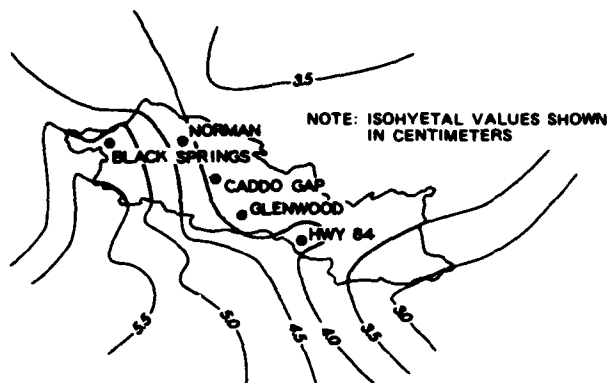 3.5
NOTE: ISOHYETAL VALUES SHOWN
IN CENTIMETERS
NORMAN
BLACK SPRINGS
CADDO GAP
GLENWOOD
HWY 84
5.5
5.0
4.5
4.0
3.5
3.0